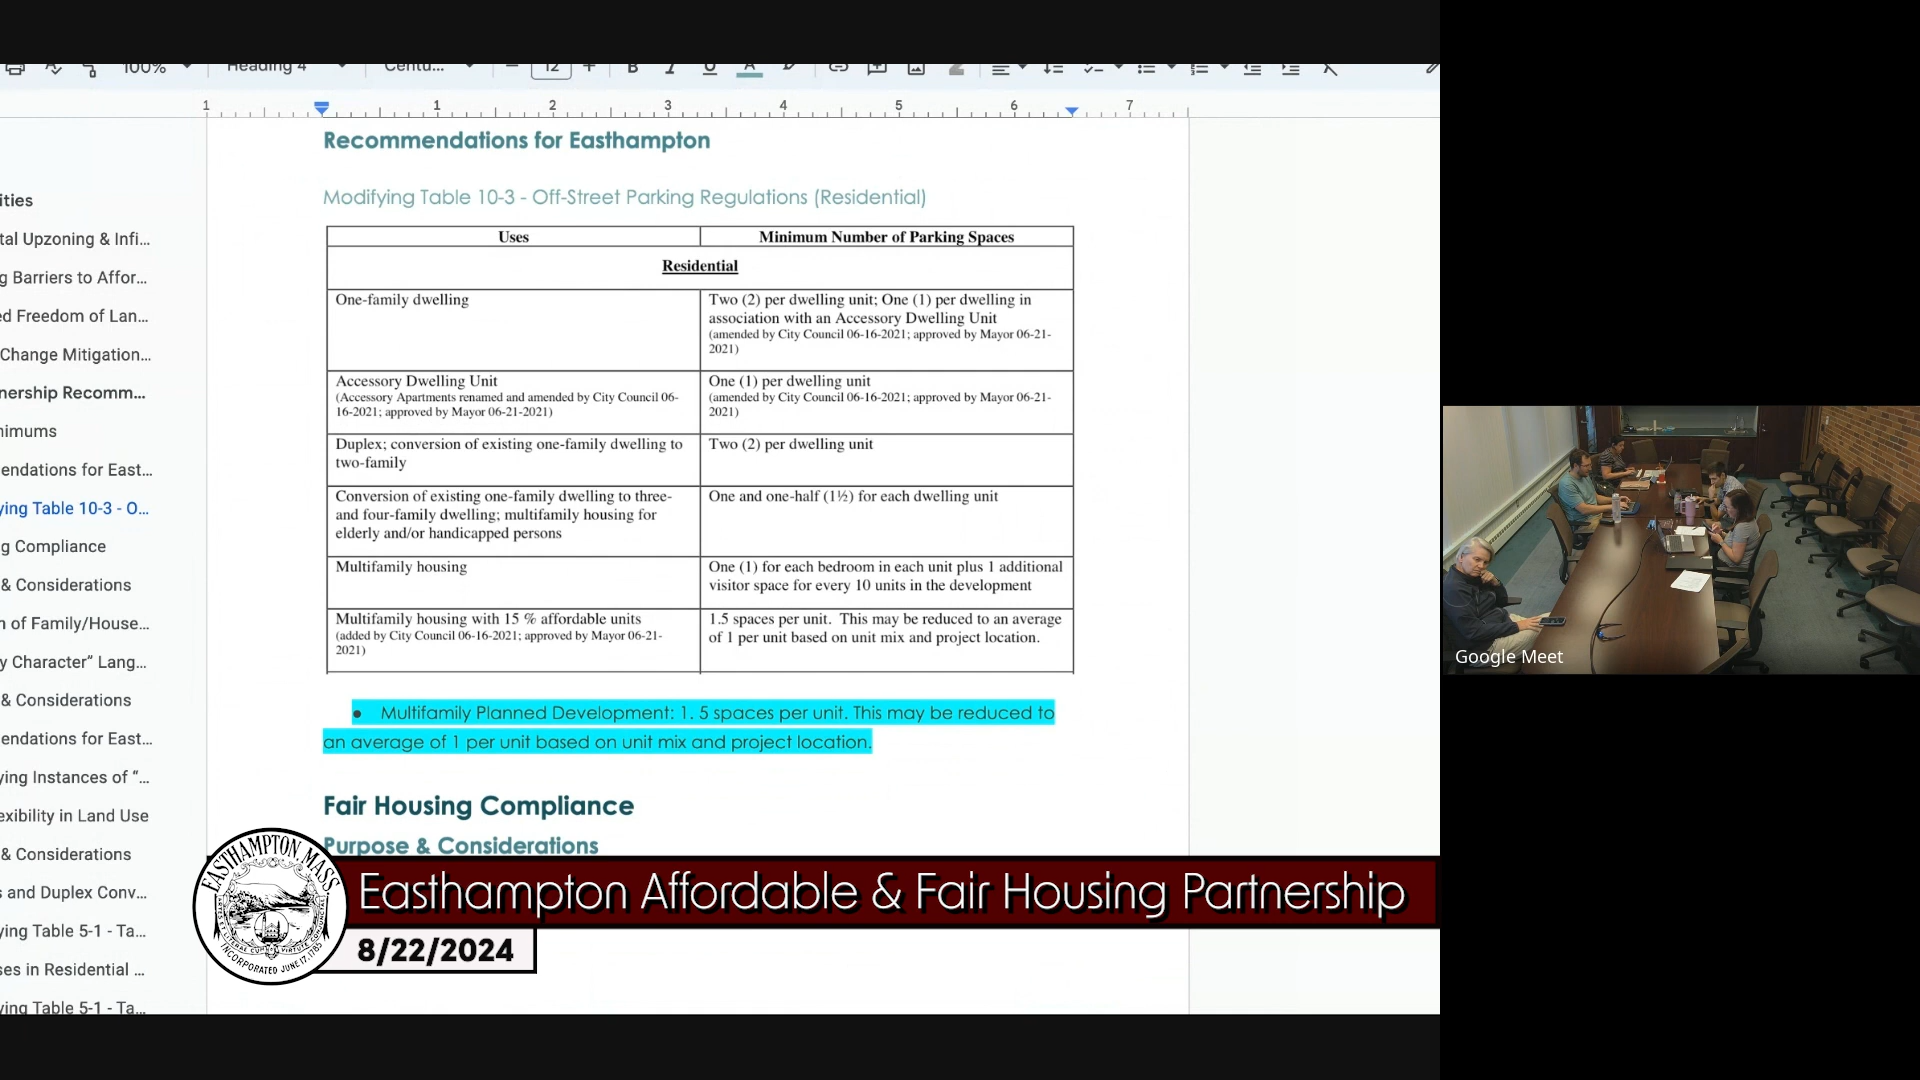 100%
Heading 4
Centu...
12
1 1 2 3 4 5 6 7
ities
tal Upzoning & Infi...
g Barriers to Affor...
ed Freedom of Lan...
Change Mitigation...
nership Recomm...
nimums
endations for East...
ying Table 10-3 - O...
g Compliance
& Considerations
n of Family/House...
y Character” Lang...
& Considerations
endations for East...
ying Instances of “...
exibility in Land Use
& Considerations
s and Duplex Conv...
ying Table 5-1 - Ta...
ses in Residential ...
ying Table 5-1 - Ta...
Recommendations for Easthampton
Modifying Table 10-3 - Off-Street Parking Regulations (Residential)
Uses
Minimum Number of Parking Spaces
Residential
One-family dwelling
Two (2) per dwelling unit; One (1) per dwelling in
association with an Accessory Dwelling Unit
(amended by City Council 06-16-2021; approved by Mayor 06-21-
2021)
Accessory Dwelling Unit
(Accessory Apartments renamed and amended by City Council 06-
16-2021; approved by Mayor 06-21-2021)
One (1) per dwelling unit
(amended by City Council 06-16-2021; approved by Mayor 06-21-
2021)
Duplex; conversion of existing one-family dwelling to
two-family
Two (2) per dwelling unit
Conversion of existing one-family dwelling to three-
and four-family dwelling; multifamily housing for
elderly and/or handicapped persons
One and one-half (1½) for each dwelling unit
Multifamily housing
One (1) for each bedroom in each unit plus 1 additional
visitor space for every 10 units in the development
Multifamily housing with 15 % affordable units
(added by City Council 06-16-2021; approved by Mayor 06-21-
2021)
1.5 spaces per unit. This may be reduced to an average
of 1 per unit based on unit mix and project location.
● Multifamily Planned Development: 1. 5 spaces per unit. This may be reduced to
an average of 1 per unit based on unit mix and project location.
Fair Housing Compliance
Purpose & Considerations
EASTHAMPTON MASS.
INCORPORATED JUNE 17, 1785
Easthampton Affordable & Fair Housing Partnership
8/22/2024
Google Meet